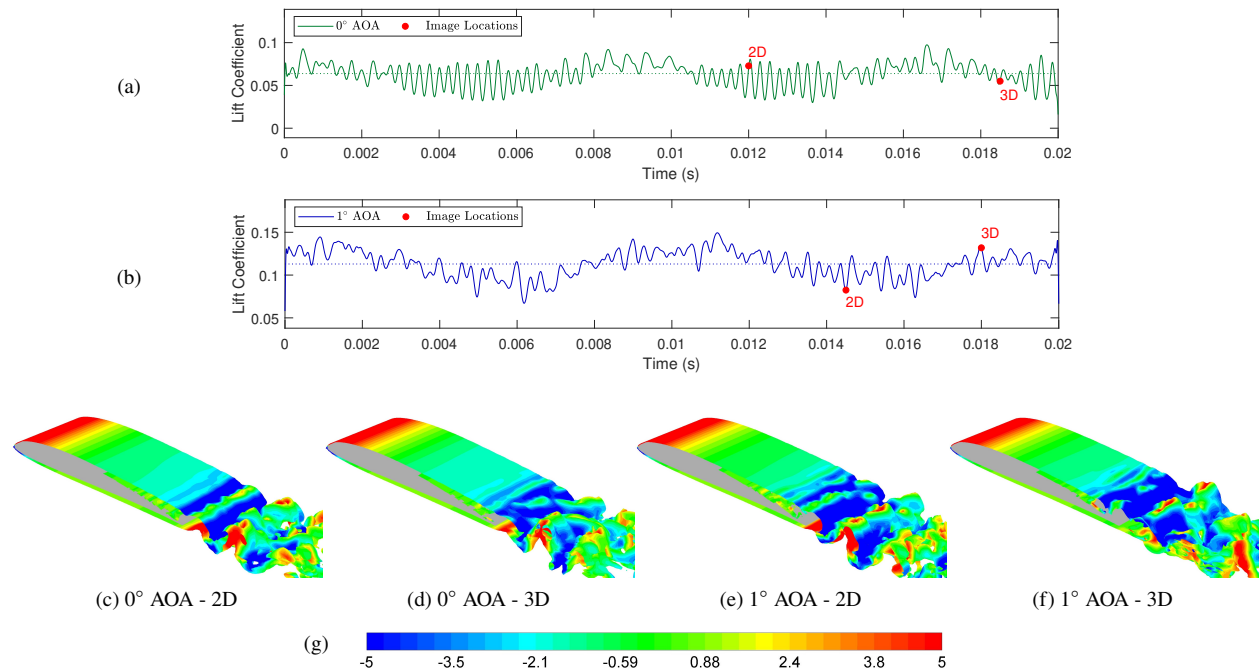 (a)
Lift Coefficient
0° AOA Image Locations
0.1
0.05
0
2D
3D
0 0.002 0.004 0.006 0.008 0.01 0.012 0.014 0.016 0.018 0.02
Time (s)
(b)
Lift Coefficient
1° AOA Image Locations
0.15
0.1
0.05
3D
2D
0 0.002 0.004 0.006 0.008 0.01 0.012 0.014 0.016 0.018 0.02
Time (s)
(c) 0° AOA - 2D
(d) 0° AOA - 3D
(e) 1° AOA - 2D
(f) 1° AOA - 3D
(g)
-5 -3.5 -2.1 -0.59 0.88 2.4 3.8 5